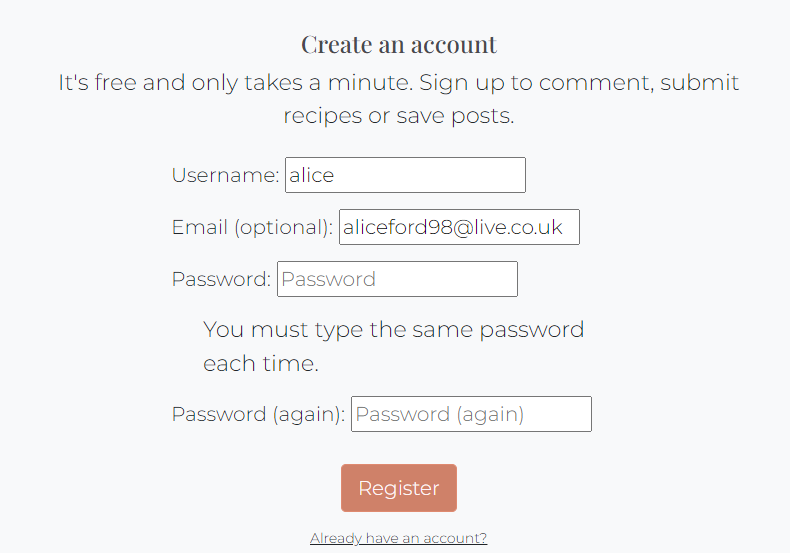 Create an account
It's free and only takes a minute. Sign up to comment, submit
recipes or save posts.
Username: alice
Email (optional): aliceford98@live.co.uk
Password: Password
You must type the same password
each time.
Password (again): Password (again)
Register
Already have an account?